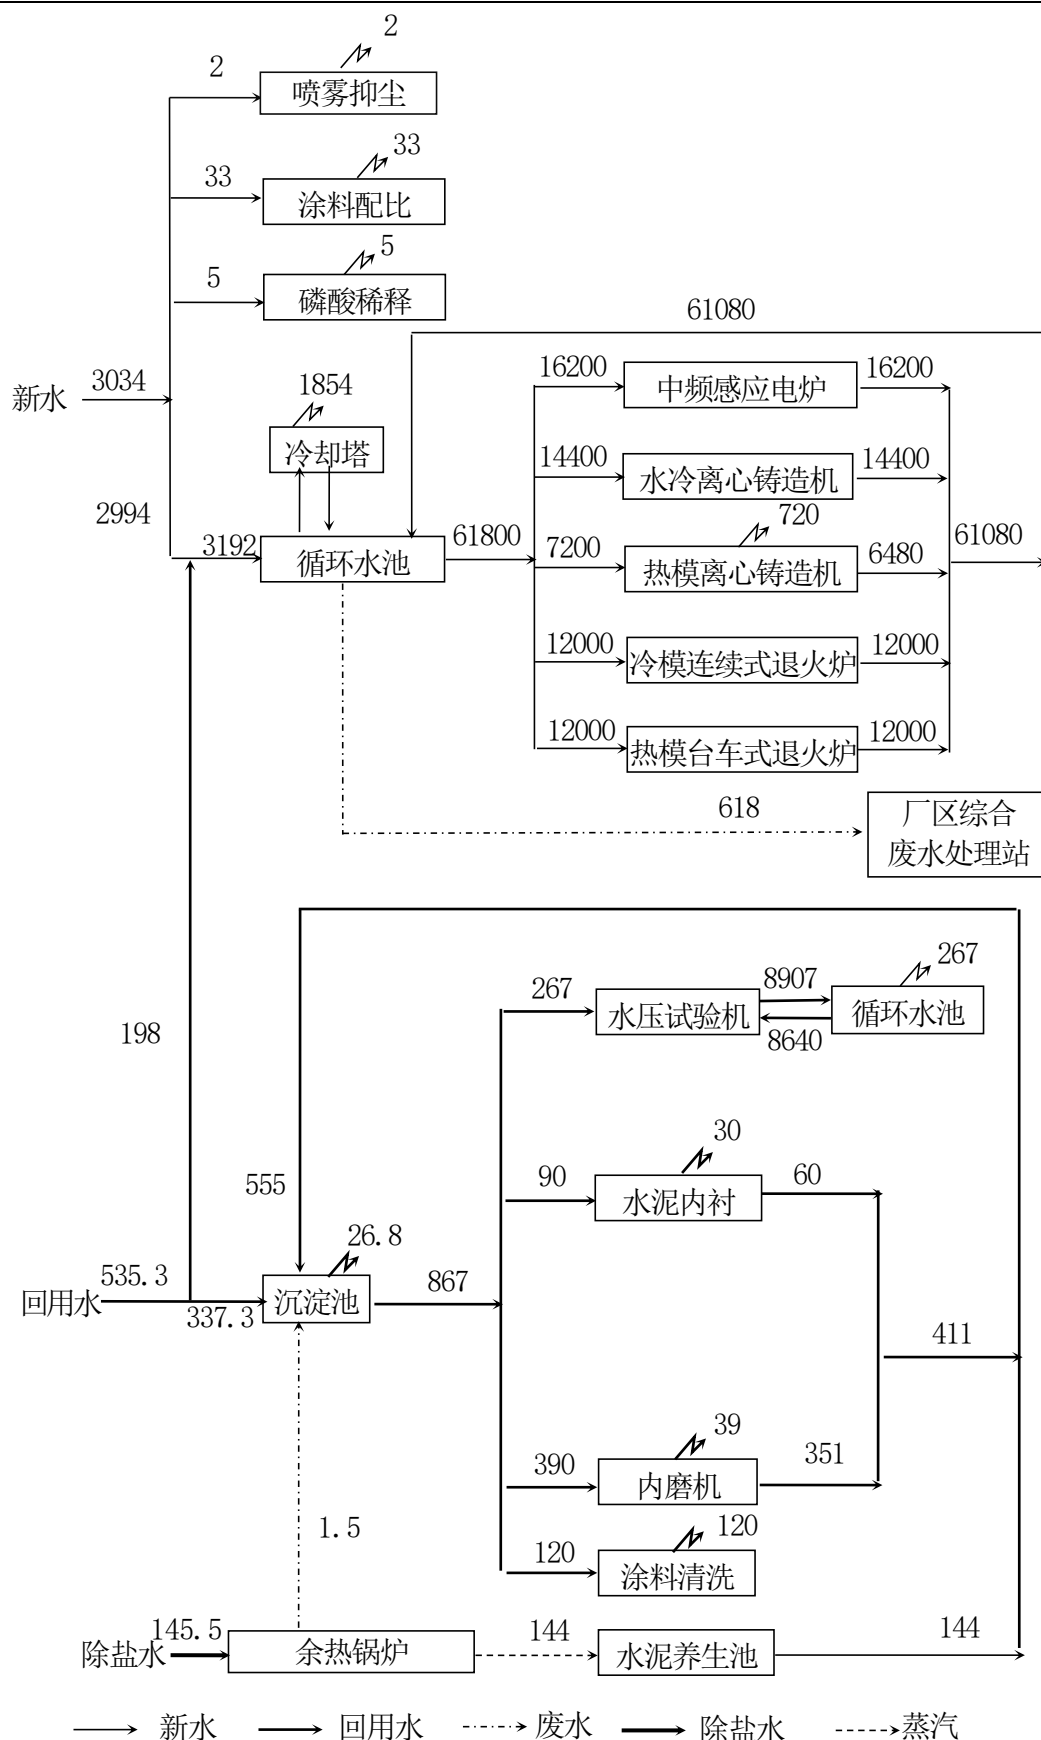 2
2
喷雾抑尘
33
33
涂料配比
5
5
磷酸稀释
61080
新水
3034
1854
冷却塔
16200
中频感应电炉
16200
14400
水冷离心铸造机
14400
2994
3192
循环水池
61800
720
7200
热模离心铸造机
6480
61080
12000
冷模连续式退火炉
12000
12000
热模台车式退火炉
12000
618
厂区综合
废水处理站
267
267
水压试验机
8907
8640
循环水池
198
30
90
水泥内衬
60
555
26.8
535.3
回用水
337.3
沉淀池
867
411
39
390
内磨机
351
1.5
120
120
涂料清洗
145.5
除盐水
余热锅炉
144
水泥养生池
144
新水
回用水
废水
除盐水
蒸汽